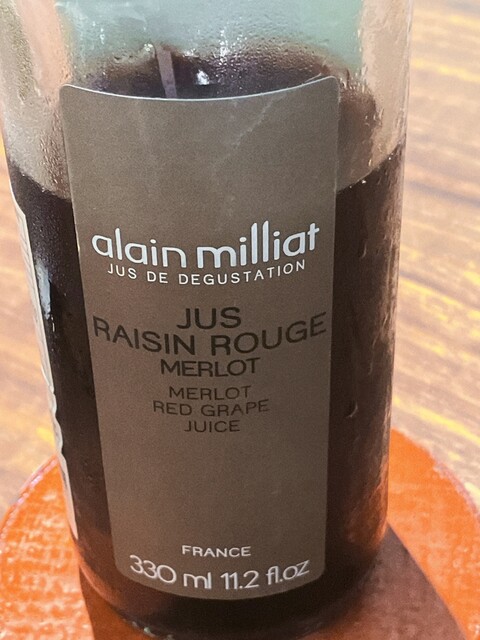 alain milliat
JUS DE DEGUSTATION
JUS
RAISIN ROUGE
MERLOT
MERLOT
RED GRAPE
JUICE
FRANCE
330 ml 11.2 fl.oz